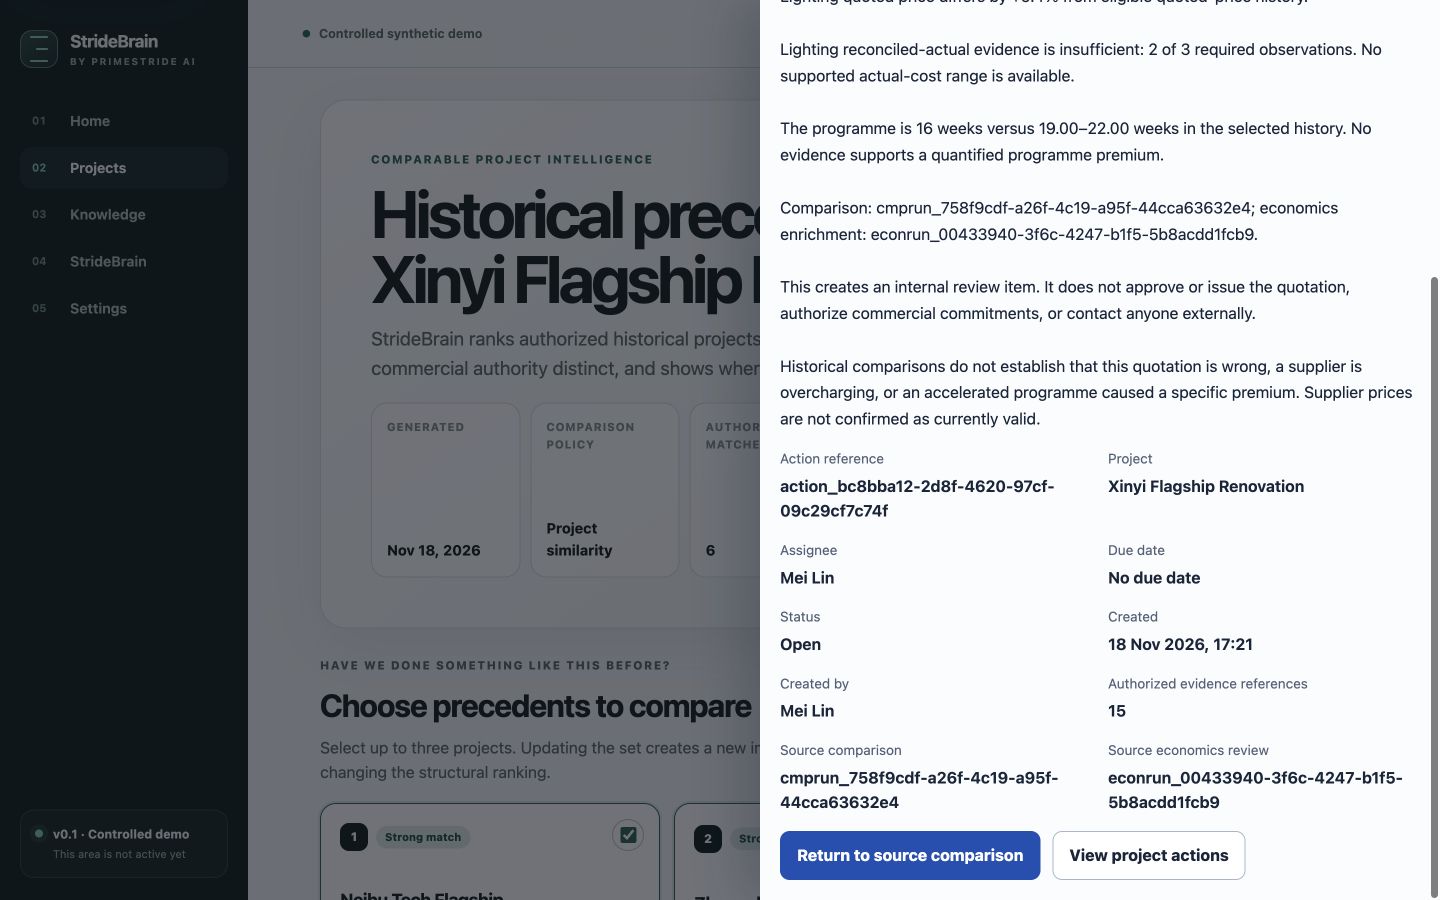 StrideBrain
BY PRIMESTRIDE AI
01 Home
02 Projects
03 Knowledge
04 StrideBrain
05 Settings
v0.1 · Controlled demo
This area is not active yet
Controlled synthetic demo
COMPARABLE PROJECT INTELLIGENCE
Historical
Xinyi Flagship
StrideBrain ranks authorized historical projects
commercial authority distinct, and shows
GENERATED
Nov 18, 2026
COMPARISON
POLICY
Project
similarity
6
HAVE WE DONE SOMETHING LIKE THIS BEFORE?
Choose precedents to compare
Select up to three projects. Updating the set creates a new
changing the structural ranking.
1
Strong match
2
Lighting quoted price differs by
Lighting reconciled-actual evidence is insufficient: 2 of 3 required observations. No
supported actual-cost range is available.
The programme is 16 weeks versus 19.00–22.00 weeks in the selected history. No
evidence supports a quantified programme premium.
Comparison: cmprun_758f9cdf-a26f-4c19-a95f-44cca63632e4; economics
enrichment: econrun_00433940-3f6c-4247-b1f5-5b8acdd1fcb9.
This creates an internal review item. It does not approve or issue the quotation,
authorize commercial commitments, or contact anyone externally.
Historical comparisons do not establish that this quotation is wrong, a supplier is
overcharging, or an accelerated programme caused a specific premium. Supplier prices
are not confirmed as currently valid.
Action reference
action_bc8bba12-2d8f-4620-97cf-
09c29cf7c74f
Project
Xinyi Flagship Renovation
Assignee
Mei Lin
Due date
No due date
Status
Open
Created
18 Nov 2026, 17:21
Created by
Mei Lin
Authorized evidence references
15
Source comparison
cmprun_758f9cdf-a26f-4c19-a95f-
44cca63632e4
Source economics review
econrun_00433940-3f6c-4247-b1f5-
5b8acdd1fcb9
Return to source comparison
View project actions